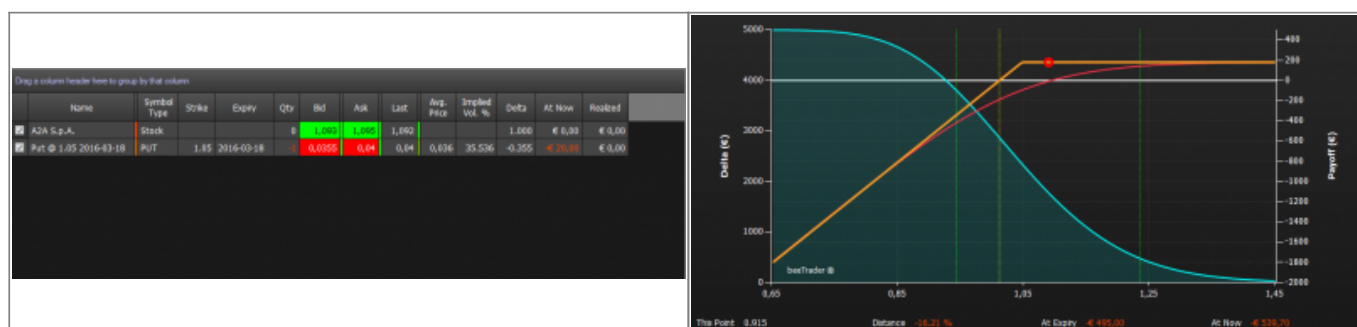 Drag a column header here to group by that column
Name Symbol Type Strike Expiry Qty Bid Ask Last Avg. Price Implied Vol. % Delta At Now Realized
A2A S.p.A. Stock 0 1,093 1,095 1,092 1.000 € 0,00 € 0,00
Put @ 1.05 2016-03-18 PUT 1.05 2016-03-18 -1 0,0355 0,04 0,04 0,036 35.536 -0.355 -€ 20,00 € 0,00
5000
4000
3000
2000
1000
0
Delta (€)
400
200
0
-200
-400
-600
-800
-1000
-1200
-1400
-1600
-1800
-2000
Payoff (€)
beeTrader ®
0,65 0,85 1,05 1,25 1,45
This Point 0.915 Distance -16,21 % At Expiry -€ 495,00 At Now -€ 539,70